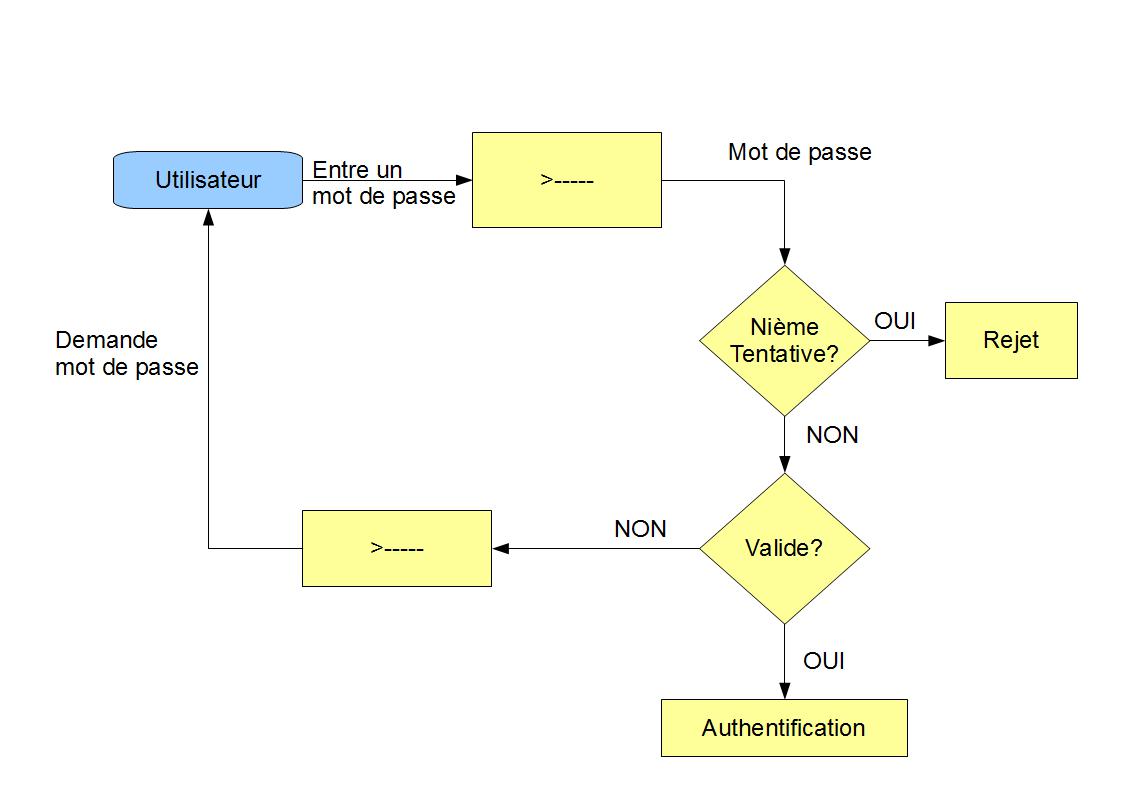 Utilisateur
Entre un
mot de passe
>-----
Mot de passe
Nième
Tentative?
OUI
Rejet
NON
Valide?
NON
>-----
Demande
mot de passe
OUI
Authentification